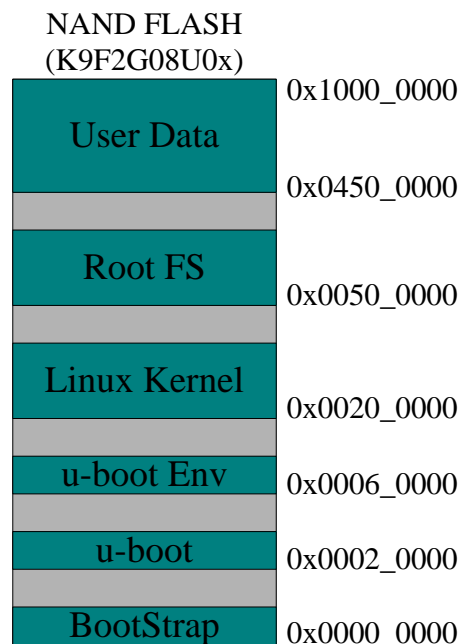 NAND FLASH
(K9F2G08U0x)
0x1000_0000
User Data
0x0450_0000
Root FS
0x0050_0000
Linux Kernel
0x0020_0000
u-boot Env
0x0006_0000
u-boot
0x0002_0000
BootStrap
0x0000_0000